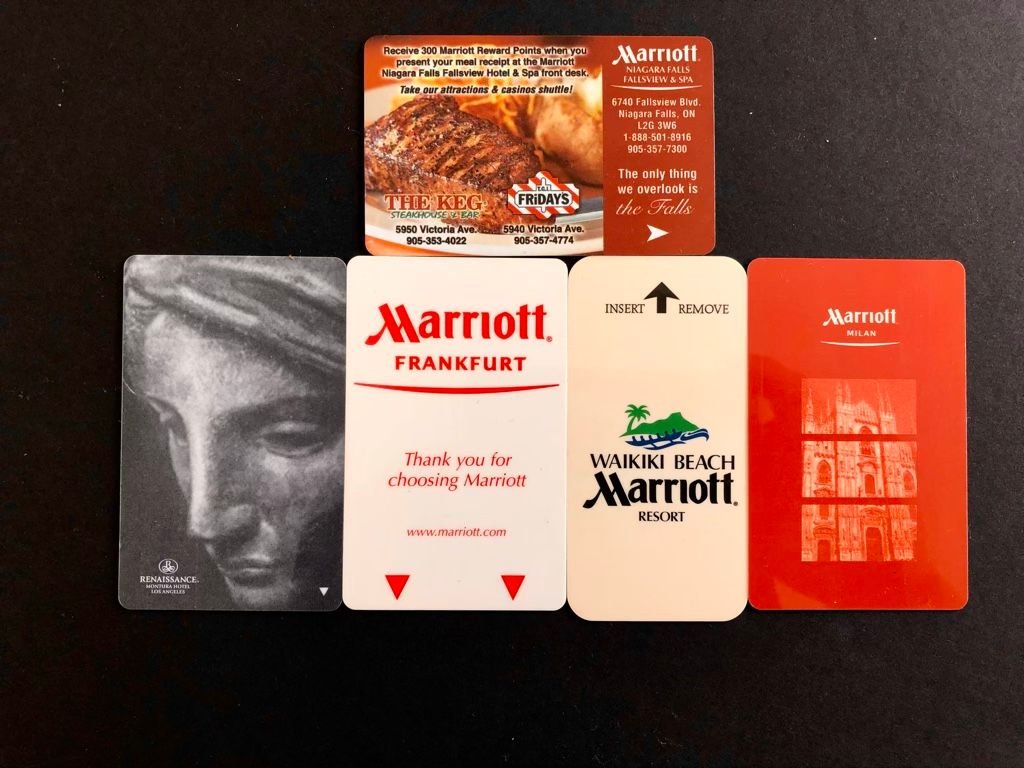 Receive 300 Marriott Reward Points when you
present your meal receipt at the Marriott
Niagara Falls Fallsview Hotel & Spa front desk.
Take our attractions & casinos shuttle!
THE KEG
STEAKHOUSE & BAR
5950 Victoria Ave.
905-353-4022
T.G.I.
FRiDAY'S
5940 Victoria Ave.
905-357-4774
Marriott
NIAGARA FALLS
FALLSVIEW & SPA
6740 Fallsview Blvd.
Niagara Falls, ON
L2G 3W6
1-888-501-8916
905-357-7300
The only thing
we overlook is
the Falls
R
RENAISSANCE
MONTURA HOTEL
LOS ANGELES
Marriott
FRANKFURT
Thank you for
choosing Marriott
www.marriott.com
INSERT REMOVE
WAIKIKI BEACH
Marriott
RESORT
Marriott
MILAN